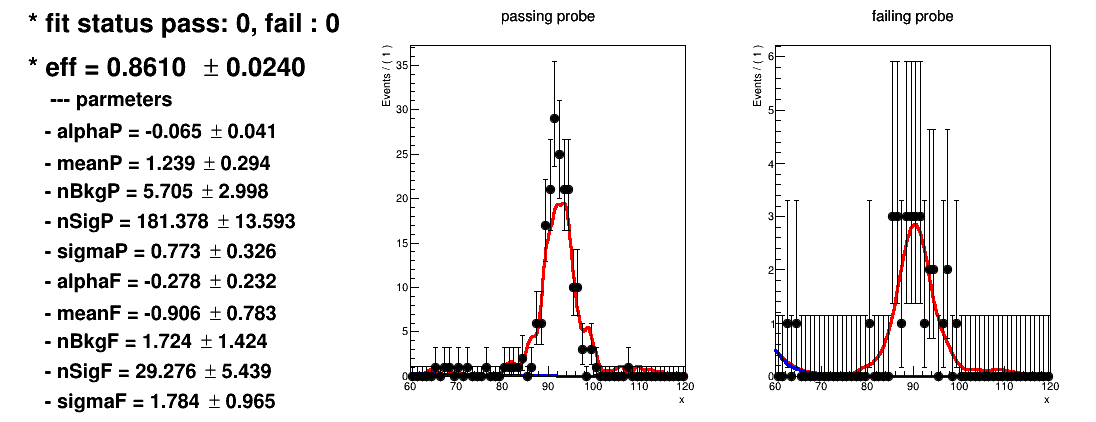 * fit status pass: 0, fail : 0
* eff = 0.8610 ± 0.0240
--- parmeters
- alphaP = -0.065 ± 0.041
- meanP = 1.239 ± 0.294
- nBkgP = 5.705 ± 2.998
- nSigP = 181.378 ± 13.593
- sigmaP = 0.773 ± 0.326
- alphaF = -0.278 ± 0.232
- meanF = -0.906 ± 0.783
- nBkgF = 1.724 ± 1.424
- nSigF = 29.276 ± 5.439
- sigmaF = 1.784 ± 0.965
passing probe
Events / ( 1 )
35
30
25
20
15
10
5
0
60 70 80 90 100 110 120
x
failing probe
Events / ( 1 )
6
5
4
3
2
1
0
60 70 80 90 100 110 120
x